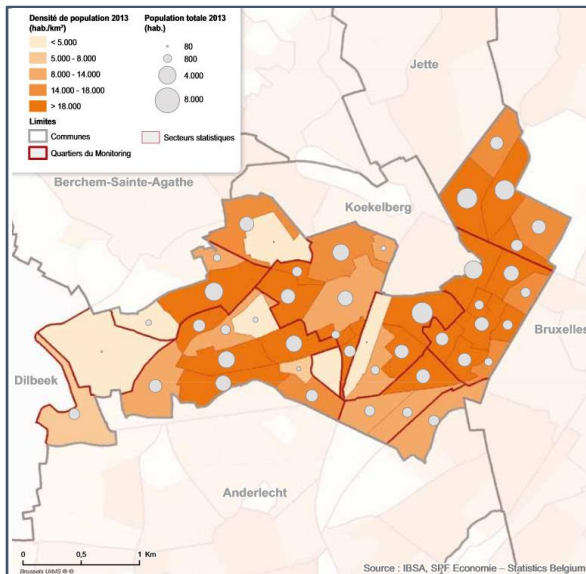 Densité de population 2013
(hab./km²)
< 5.000
5.000 - 8.000
8.000 - 14.000
14.000 - 18.000
> 18.000
Limites
Communes
Quartiers du Monitoring
Population totale 2013
(hab.)
80
800
4.000
8.000
Secteurs statistiques
Jette
Berchem-Sainte-Agathe
Koekelberg
Bruxelles
Dilbeek
Anderlecht
0
0,5
1 Km
Brussels UrbIS ® ©
Source : IBSA, SPF Economie – Statistics Belgium